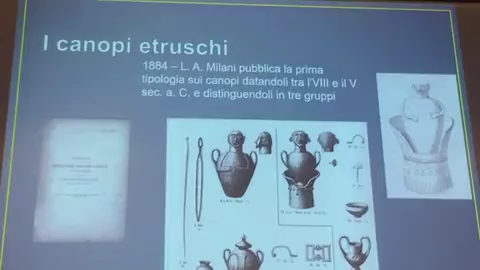 I canopi etruschi
1884 – L. A. Milani pubblica la prima
tipologia sui canopi datandoli tra l'VIII e il V
sec. a. C. e distinguendoli in tre gruppi